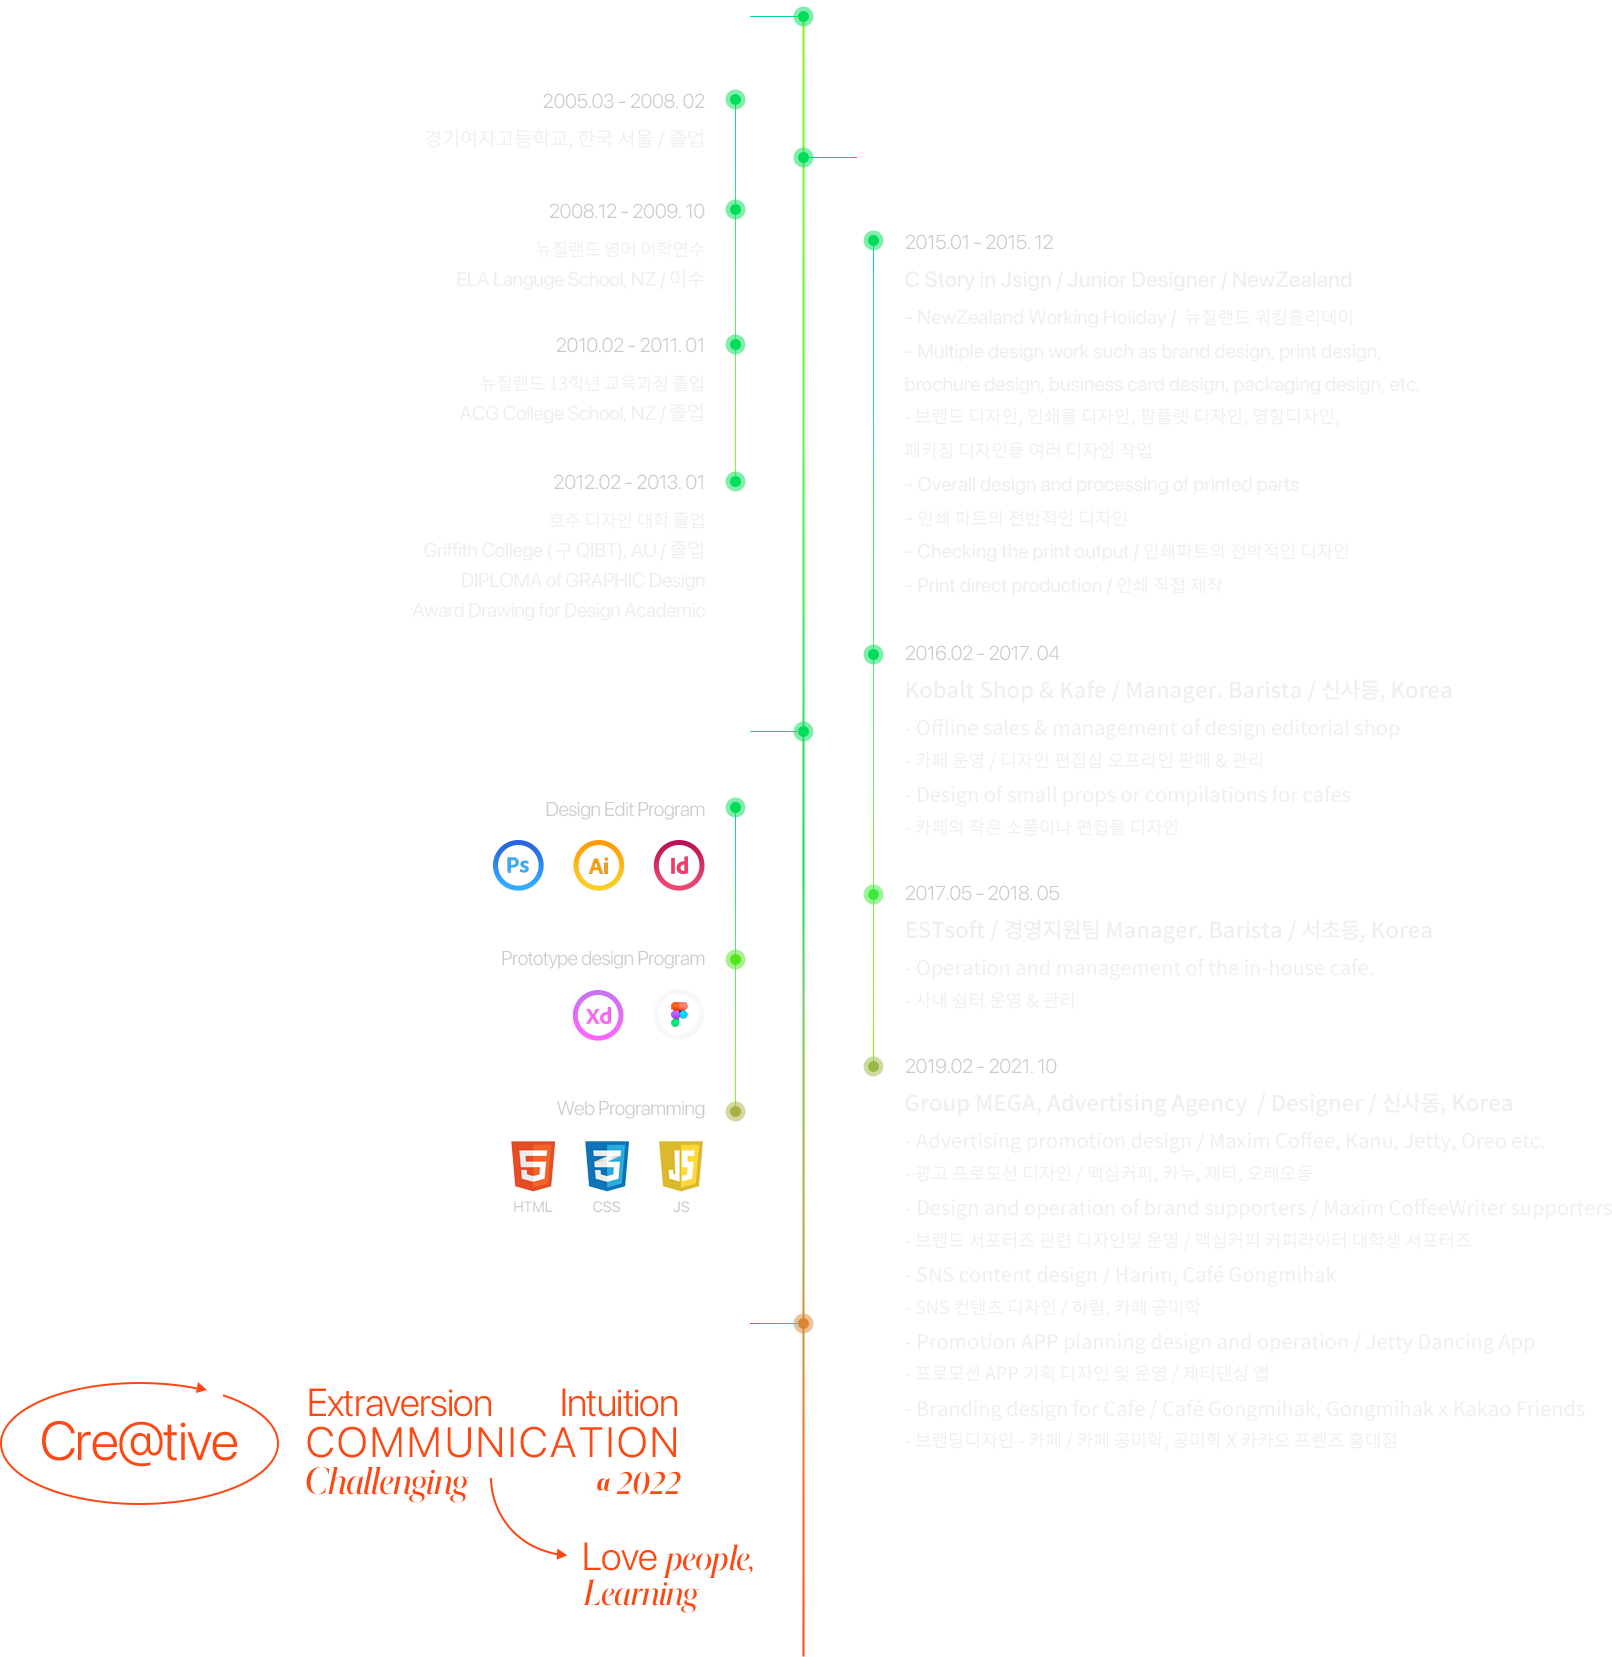 2005.03 - 2008. 02
경기여자고등학교, 한국 서울 / 졸업
2008.12 - 2009. 10
뉴질랜드 영어 어학연수
ELA Languge School, NZ / 이수
2010.02 - 2011. 01
뉴질랜드 13학년 교육과정 졸업
ACG College School, NZ / 졸업
2012.02 - 2013. 01
호주 디자인 대학 졸업
Griffith College ( 구 QIBT), AU / 졸업
DIPLOMA of GRAPHIC Design
Award Drawing for Design Academic
2015.01 - 2015. 12
C Story in Jsign / Junior Designer / NewZealand
- NewZealand Working Holiday / 뉴질랜드 워킹홀리데이
- Multiple design work such as brand design, print design,
brochure design, business card design, packaging design, etc.
- 브랜드 디자인, 인쇄물 디자인, 팜플렛 디자인, 명함디자인,
패키징 디자인등 여러 디자인 작업
- Overall design and processing of printed parts
- 인쇄 파트의 전반적인 디자인
- Checking the print output / 인쇄파트의 전박적인 디자인
- Print direct production / 인쇄 직접 제작
2016.02 - 2017. 04
Kobalt Shop & Kafe / Manager. Barista / 신사동, Korea
- Offline sales & management of design editorial shop
- 카페 운영 / 디자인 편집샵 오프라인 판매 & 관리
- Design of small props or compilations for cafes
- 카페의 작은 소품이나 편집물 디자인
2017.05 - 2018. 05
ESTsoft / 경영지원팀 Manager. Barista / 서초동, Korea
- Operation and management of the in-house cafe.
- 사내 쉼터 운영 & 관리
2019.02 - 2021. 10
Group MEGA, Advertising Agency / Designer / 신사동, Korea
- Advertising promotion design / Maxim Coffee, Kanu, Jetty, Oreo etc.
- 광고 프로모션 디자인 / 맥심커피, 카누, 제티, 오레오등
- Design and operation of brand supporters / Maxim CoffeeWriter supporters
- 브랜드 서포터즈 관련 디자인및 운영 / 맥심커피 커피라이터 대학생 서포터즈
- SNS content design / Harim, Café Gongmihak
- SNS 컨텐츠 디자인 / 하림, 카페 공미학
- Promotion APP planning design and operation / Jetty Dancing App
- 프로모션 APP 기획 디자인 및 운영 / 제티댄싱 앱
- Branding design for Cafe / Café Gongmihak, Gongmihak x Kakao Friends
- 브랜딩디자인 - 카페 / 카페 공미학, 공미학 X 카카오 프렌즈 홍대점
Design Edit Program
Ps Ai Id
Prototype design Program
Xd
Web Programming
5 3 JS
HTML CSS JS
Cre@tive
Extraversion Intuition
COMMUNICATION
Challenging a 2022
Love people,
Learning